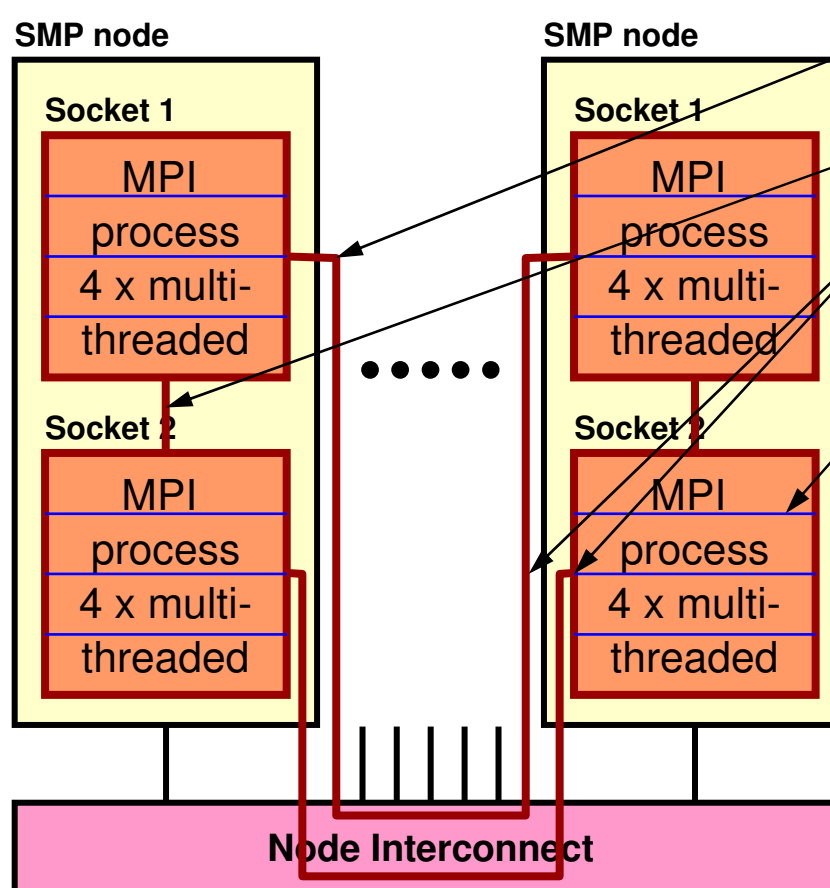 SMP node
Socket 1
MPI
process
4 x multi-
threaded
Socket 2
MPI
process
4 x multi-
threaded
SMP node
Socket 1
MPI
process
4 x multi-
threaded
Socket 2
MPI
process
4 x multi-
threaded
Node Interconnect